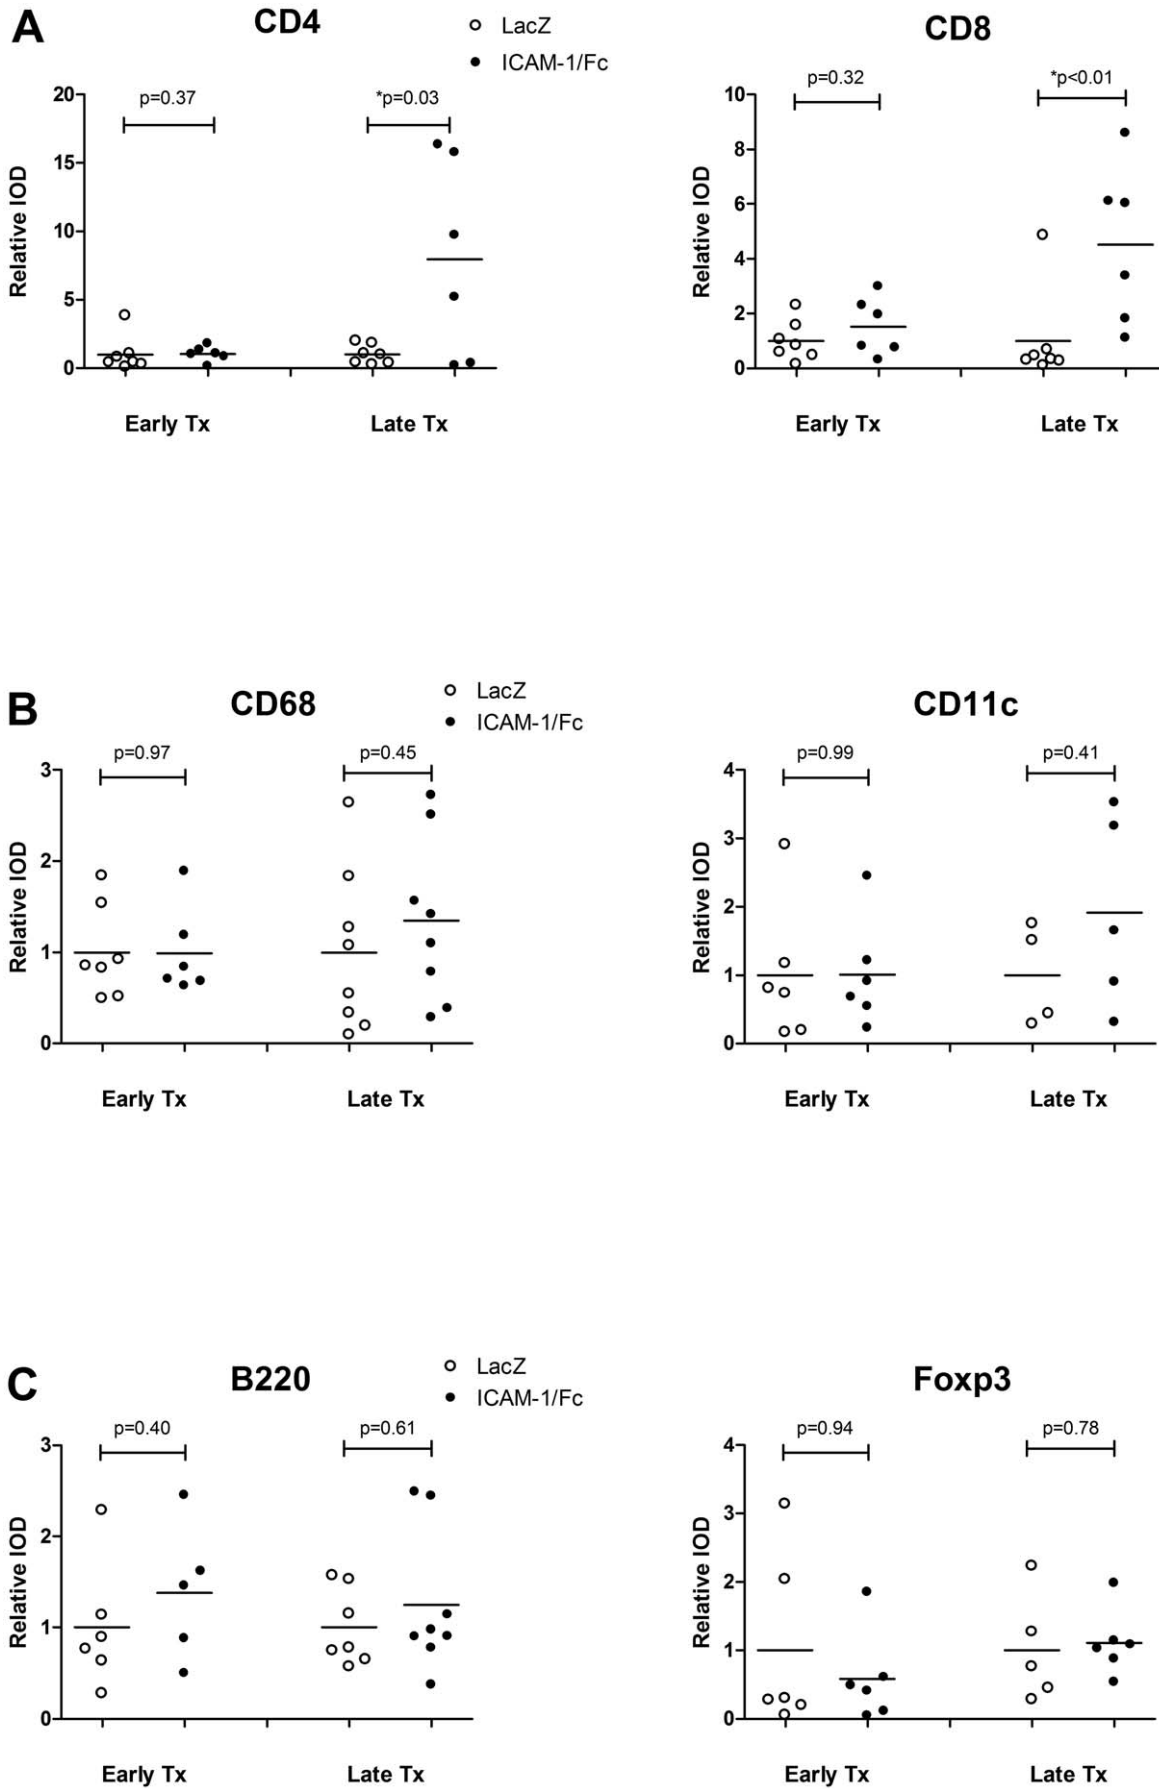 A
CD4
LacZ
ICAM-1/Fc
CD8
p=0.37
*p=0.03
p=0.32
*p<0.01
Relative IOD
20
15
10
5
0
Early Tx
Late Tx
Relative IOD
10
8
6
4
2
0
Early Tx
Late Tx
B
CD68
LacZ
ICAM-1/Fc
CD11c
p=0.97
p=0.45
p=0.99
p=0.41
Relative IOD
3
2
1
0
Early Tx
Late Tx
Relative IOD
4
3
2
1
0
Early Tx
Late Tx
C
B220
LacZ
ICAM-1/Fc
Foxp3
p=0.40
p=0.61
p=0.94
p=0.78
Relative IOD
3
2
1
0
Early Tx
Late Tx
Relative IOD
4
3
2
1
0
Early Tx
Late Tx